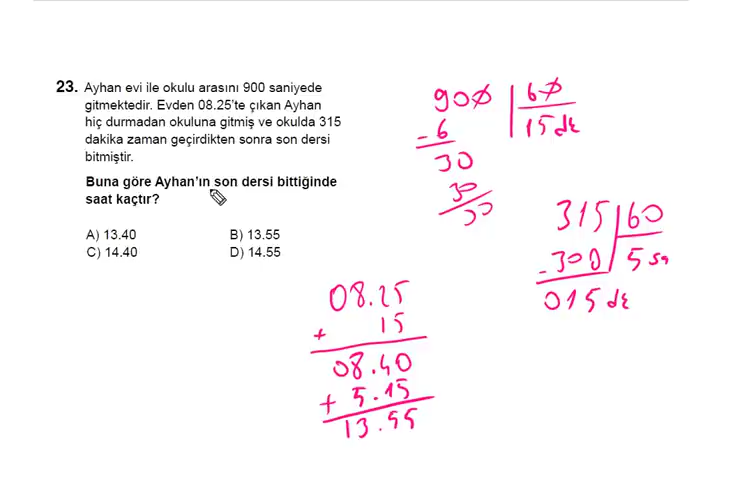 23. Ayhan evi ile okulu arasını 900 saniyede
gitmektedir. Evden 08.25'te çıkan Ayhan
hiç durmadan okuluna gitmiş ve okulda 315
dakika zaman geçirdikten sonra son dersi
bitmiştir.
Buna göre Ayhan'ın son dersi bittiğinde
saat kaçtır?
A) 13.40 B) 13.55
C) 14.40 D) 14.55
900 | 60
- 6 15 dk
30
30
315 | 60
- 300 5 sa
015 dk
08.25
+ 15
08.40
+ 5.15
13.55